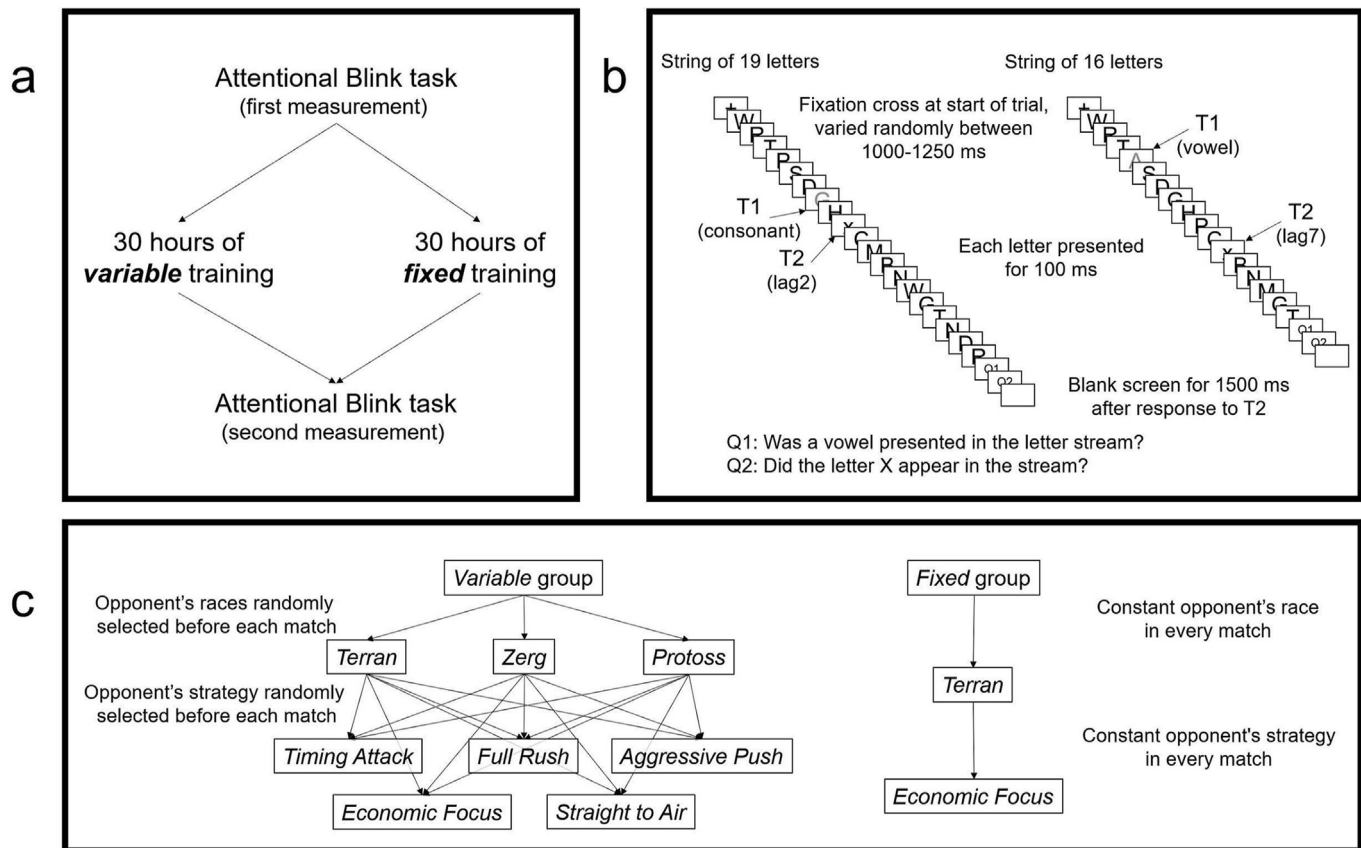 a
Attentional Blink task
(first measurement)
30 hours of
variable training
30 hours of
fixed training
Attentional Blink task
(second measurement)
b
String of 19 letters
String of 16 letters
Fixation cross at start of trial,
varied randomly between
1000-1250 ms
T1
(consonant)
T2
(lag2)
T1
(vowel)
T2
(lag7)
Each letter presented
for 100 ms
+
W
P
T
P
S
D
G
H
X
G
M
P
N
W
G
T
N
D
P
Q1
Q2
+
W
P
T
A
S
D
G
H
P
G
X
P
N
M
G
T
Q1
Q2
Blank screen for 1500 ms
after response to T2
Q1: Was a vowel presented in the letter stream?
Q2: Did the letter X appear in the stream?
c
Variable group
Opponent's races randomly
selected before each match
Terran
Zerg
Protoss
Opponent's strategy randomly
selected before each match
Timing Attack
Full Rush
Aggressive Push
Economic Focus
Straight to Air
Fixed group
Constant opponent's race
in every match
Terran
Constant opponent's strategy
in every match
Economic Focus